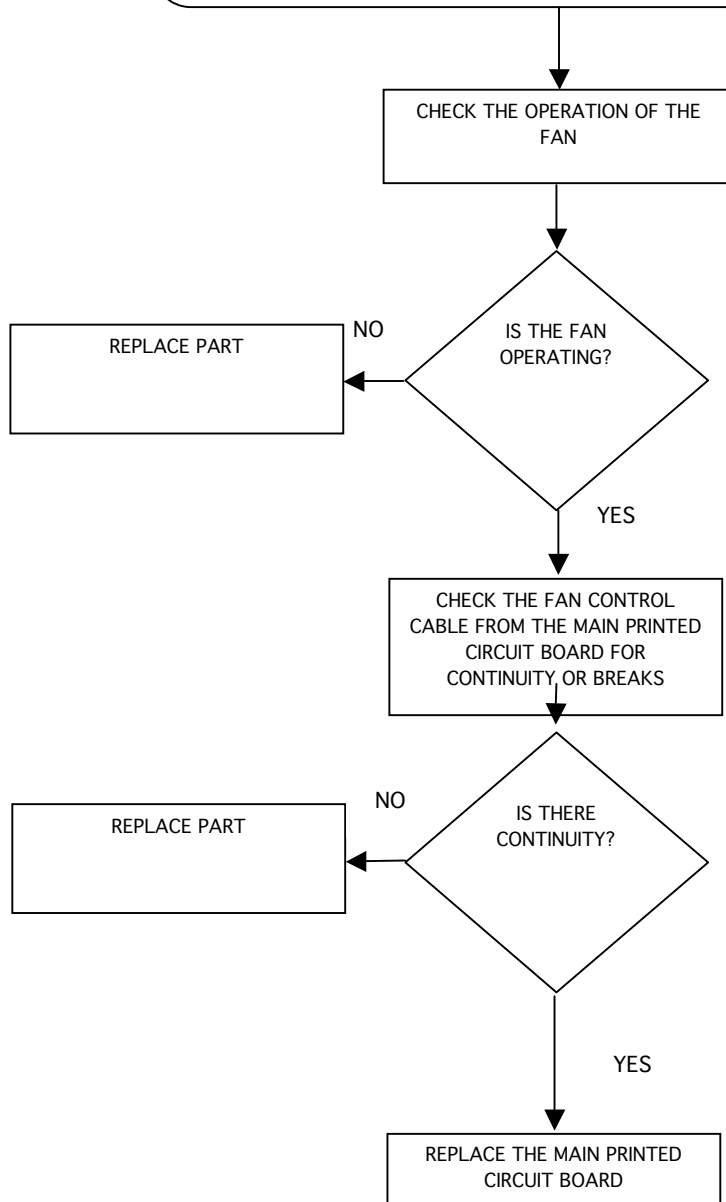 CHECK THE OPERATION OF THE
FAN
IS THE FAN
OPERATING?
NO
REPLACE PART
YES
CHECK THE FAN CONTROL
CABLE FROM THE MAIN PRINTED
CIRCUIT BOARD FOR
CONTINUITY OR BREAKS
IS THERE
CONTINUITY?
NO
REPLACE PART
YES
REPLACE THE MAIN PRINTED
CIRCUIT BOARD